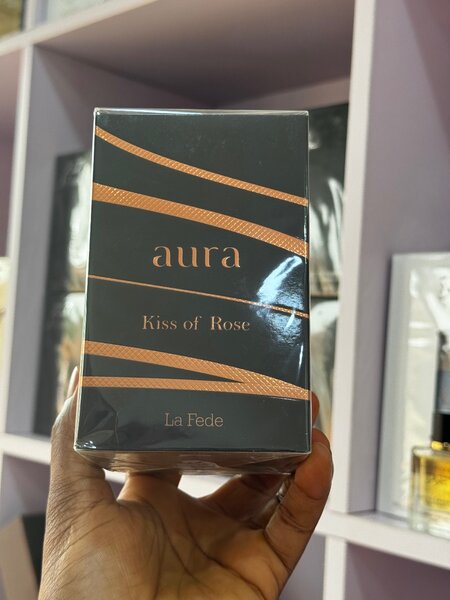 aura
Kiss of Rose
La Fede